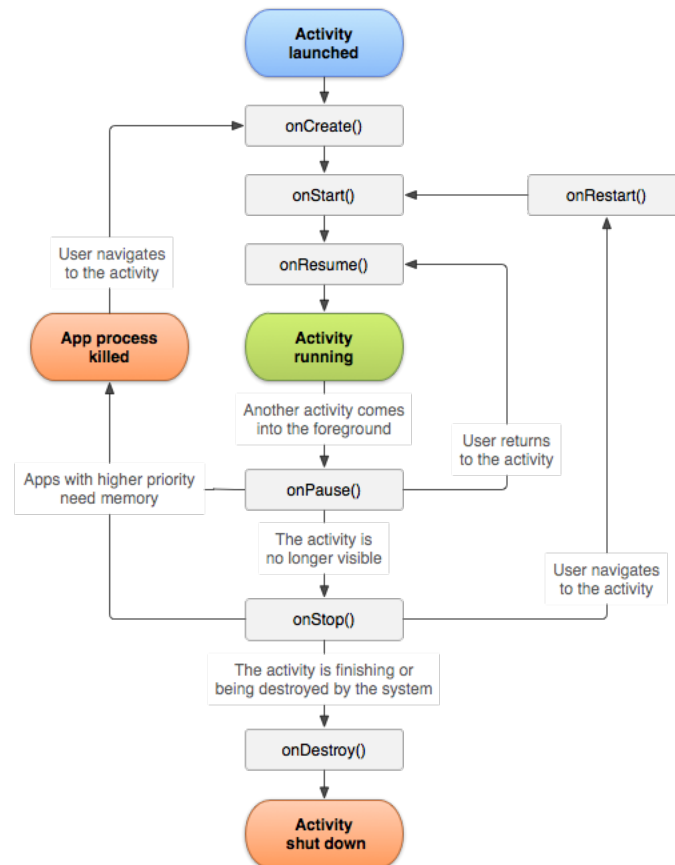 Activity
launched
onCreate()
onStart()
onRestart()
User navigates
to the activity
onResume()
App process
killed
Activity
running
Another activity comes
into the foreground
User returns
to the activity
Apps with higher priority
need memory
onPause()
The activity is
no longer visible
User navigates
to the activity
onStop()
The activity is finishing or
being destroyed by the system
onDestroy()
Activity
shut down